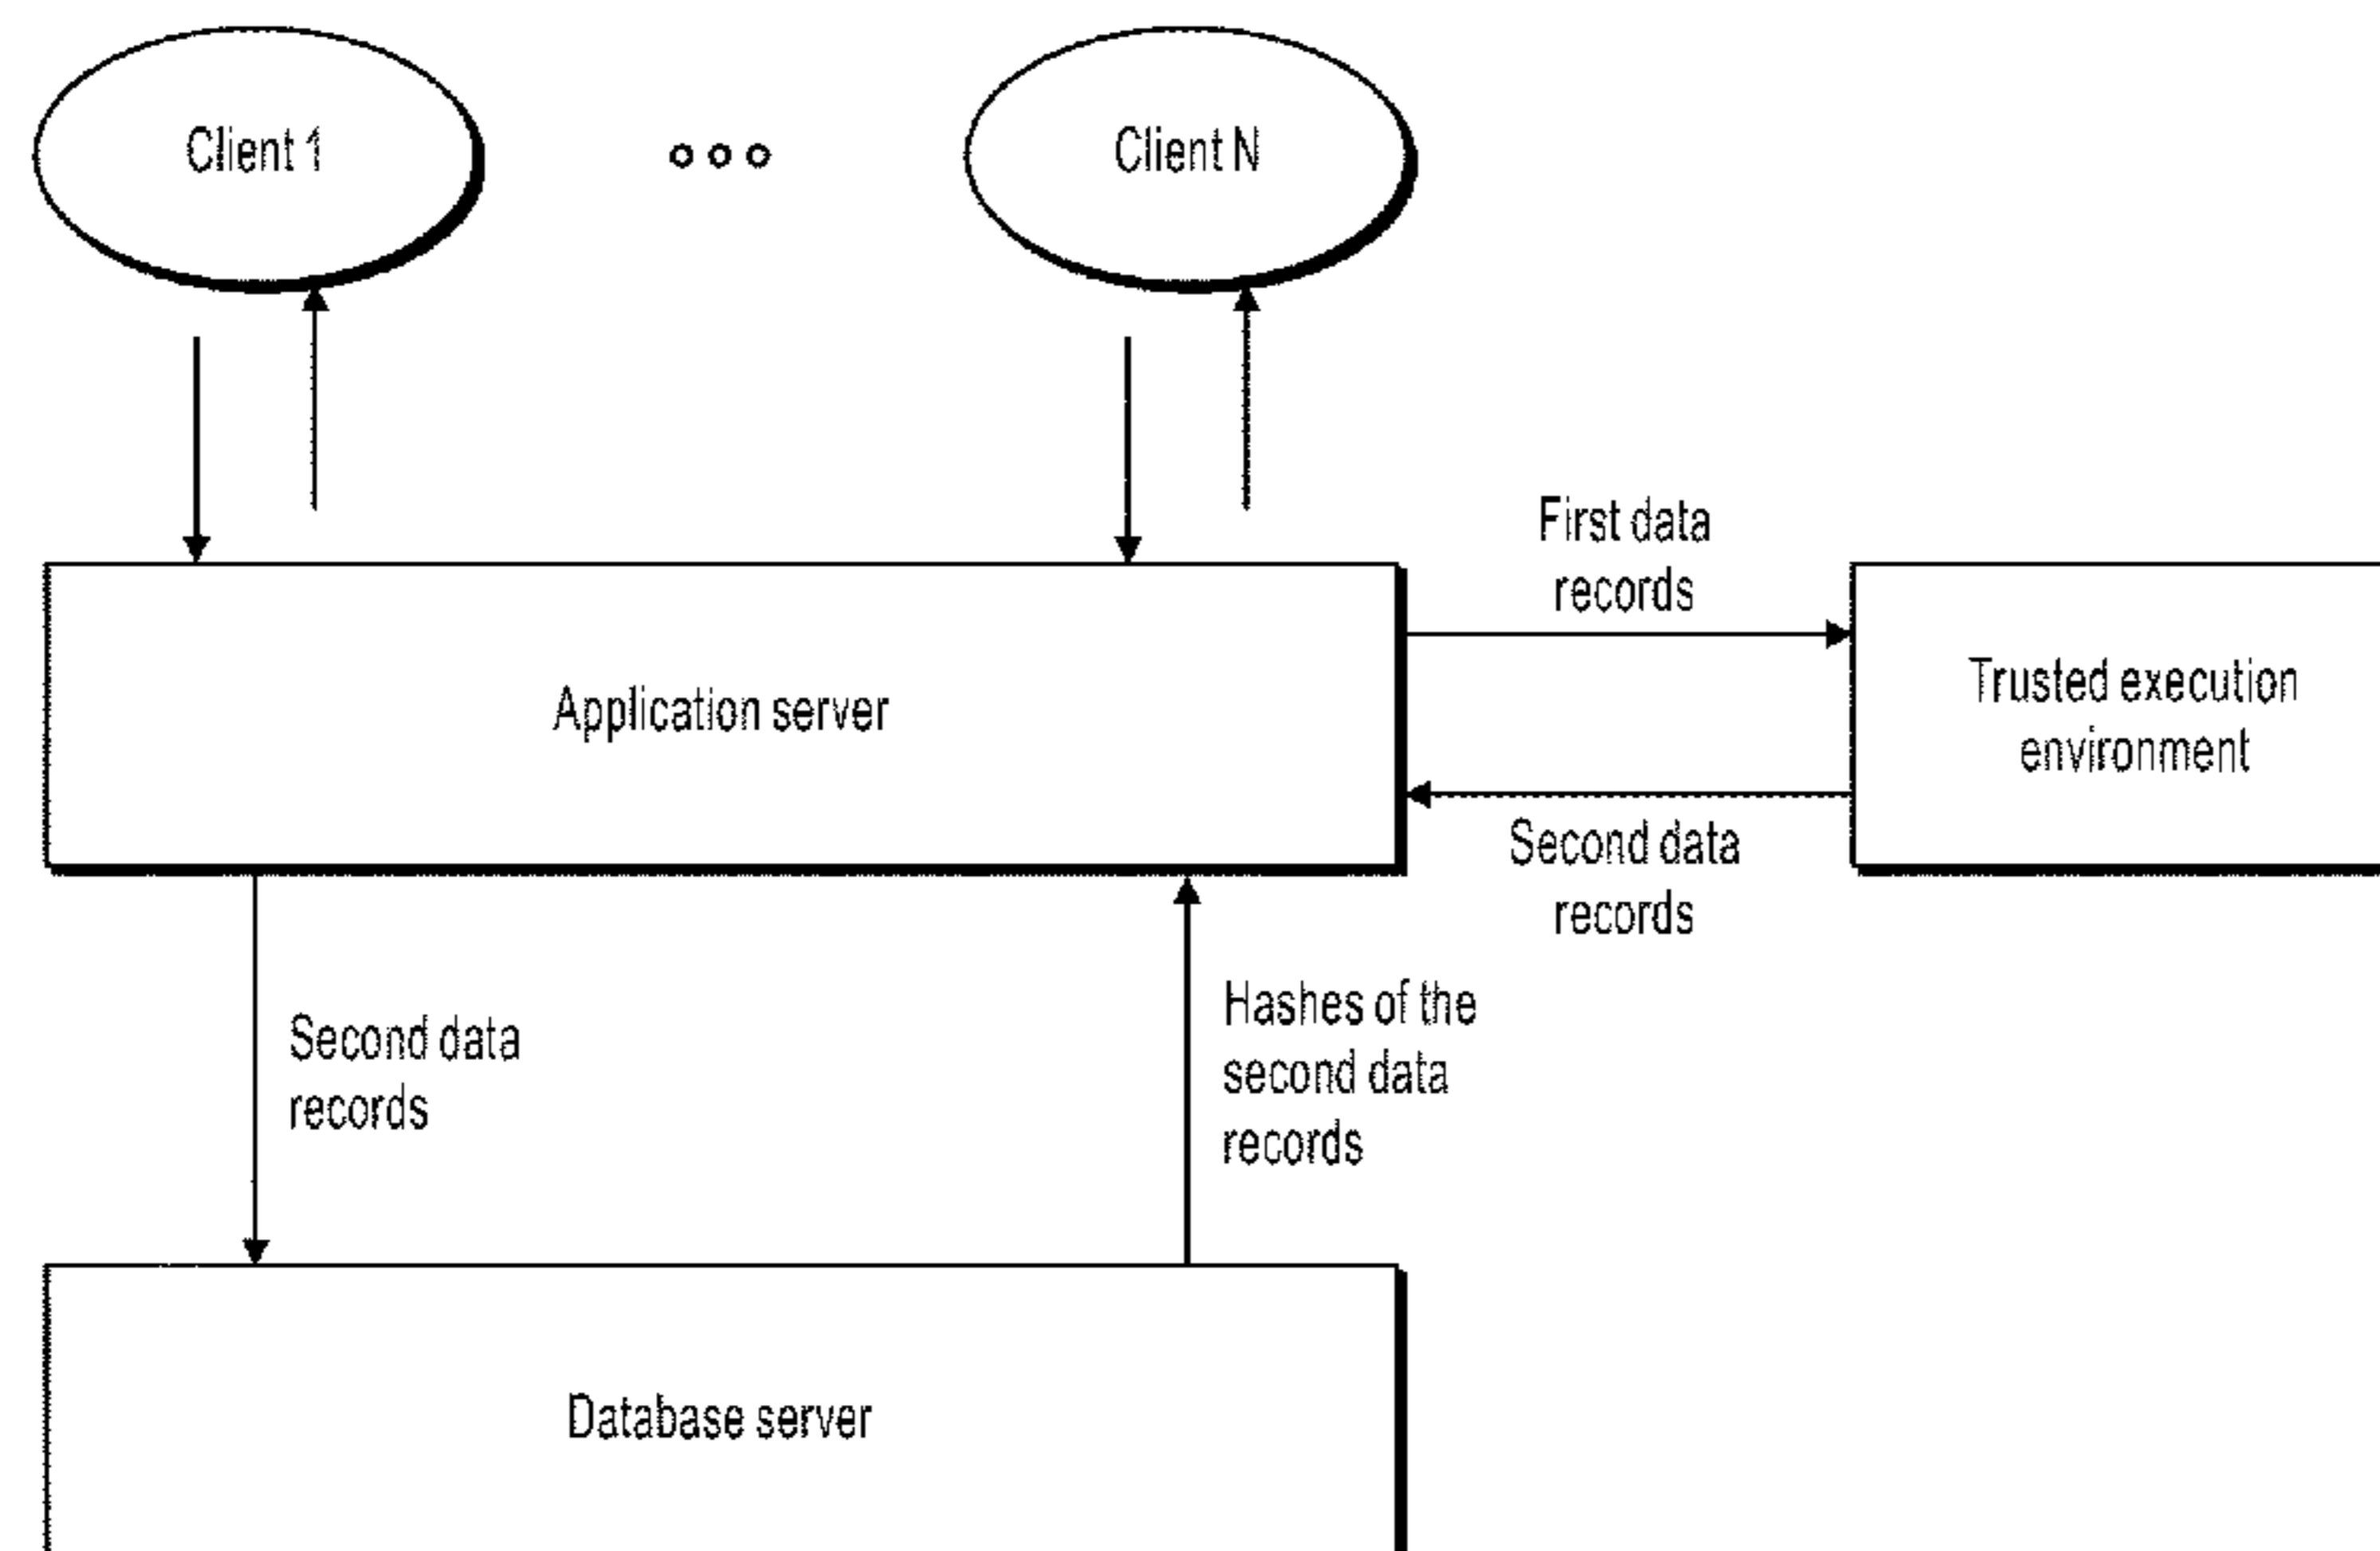 Client 1
Client N
First data
records
Application server
Trusted execution
environment
Second data
records
Second data
records
Hashes of the
second data
records
Database server